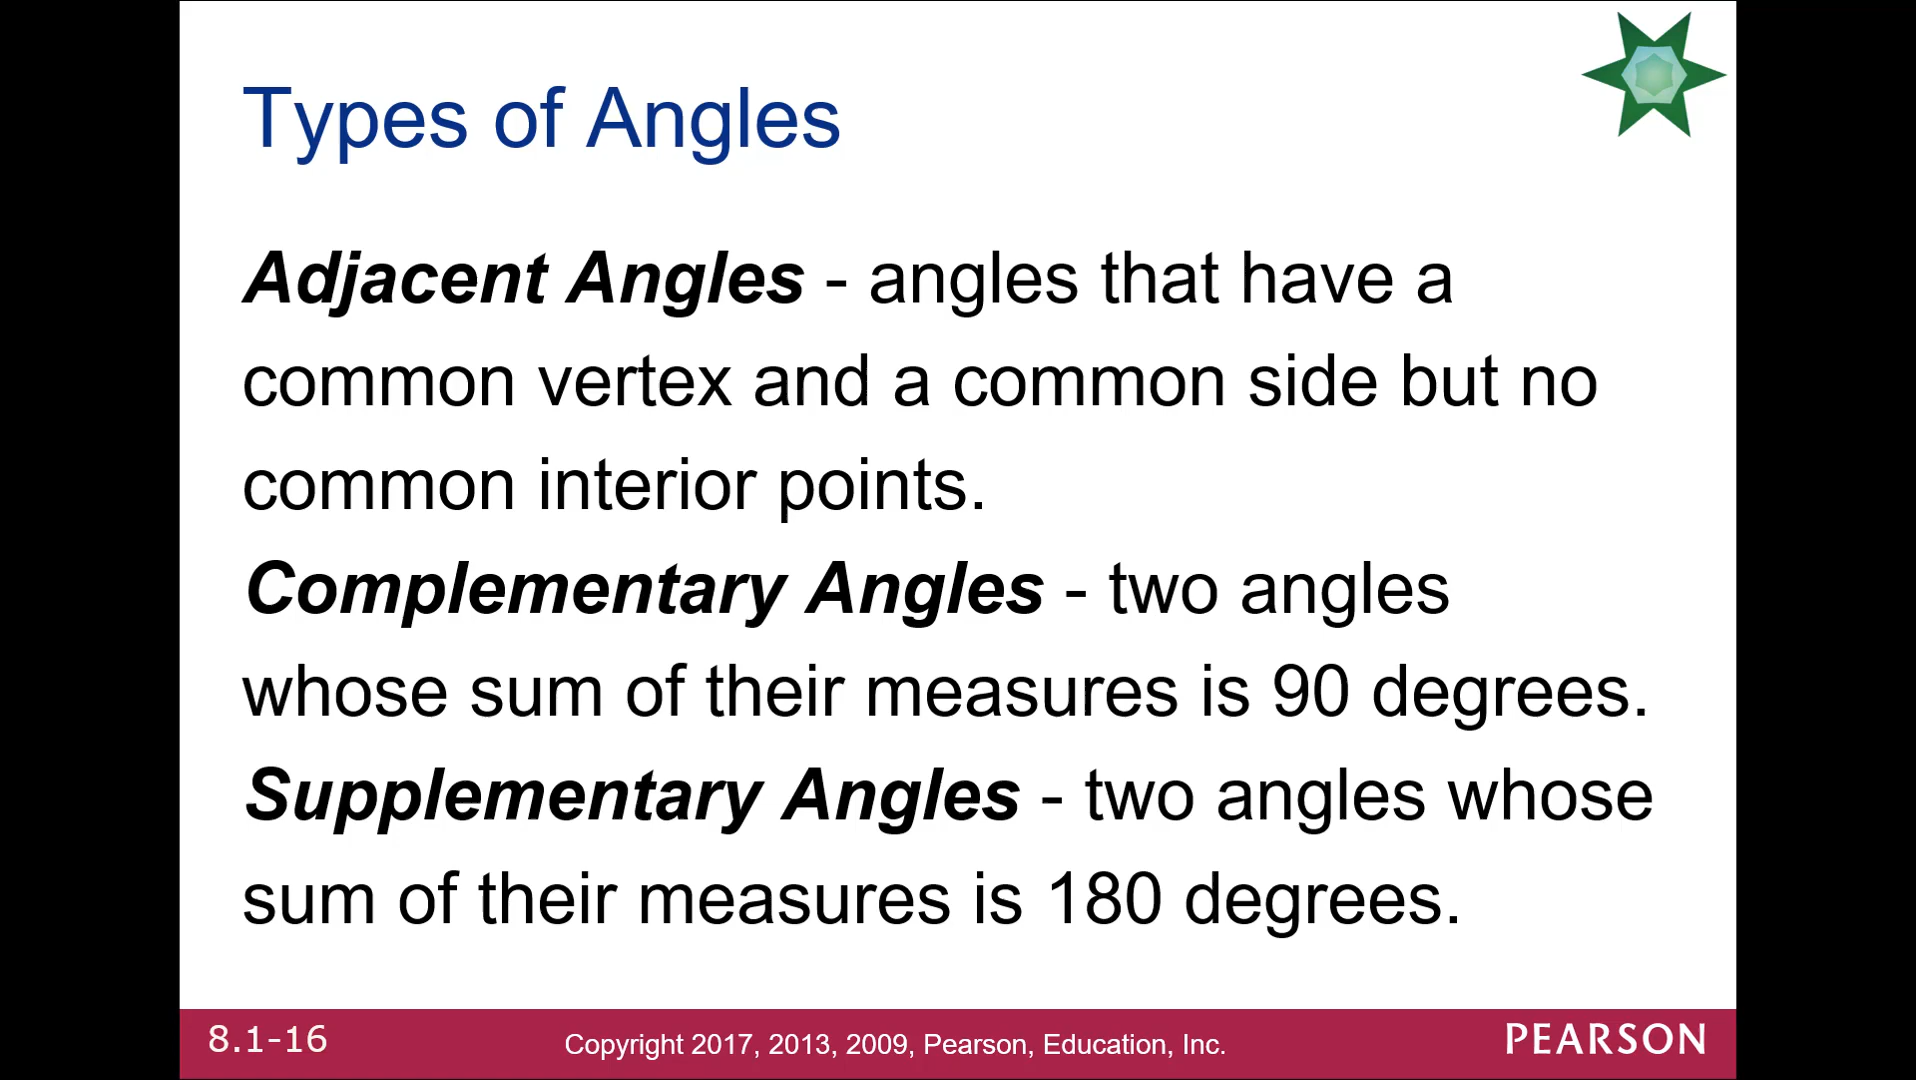 Types of Angles
Adjacent Angles - angles that have a
common vertex and a common side but no
common interior points.
Complementary Angles - two angles
whose sum of their measures is 90 degrees.
Supplementary Angles - two angles whose
sum of their measures is 180 degrees.
8.1-16
Copyright 2017, 2013, 2009, Pearson, Education, Inc.
PEARSON